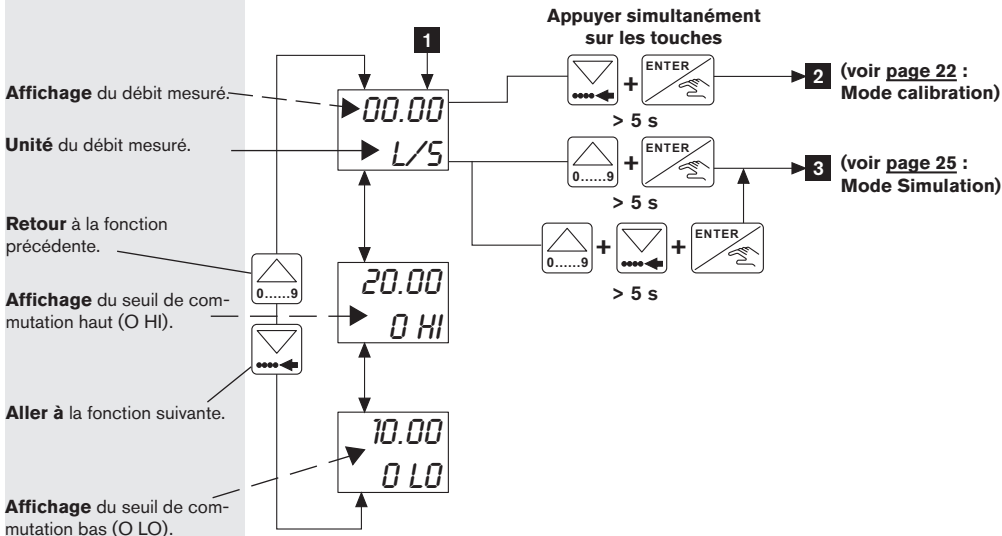 Appuyer simultanément
sur les touches
1
ENTER
+
2
(voir page 22 :
Mode calibration)
> 5 s
Affichage du débit mesuré.
00.00
Unité du débit mesuré.
L/S
ENTER
0......9
+
3
(voir page 25 :
Mode Simulation)
> 5 s
ENTER
0......9
+
+
> 5 s
Retour à la fonction
précédente.
0......9
Affichage du seuil de com-
mutation haut (O HI).
20.00
O HI
Aller à la fonction suivante.
10.00
O LO
Affichage du seuil de com-
mutation bas (O LO).